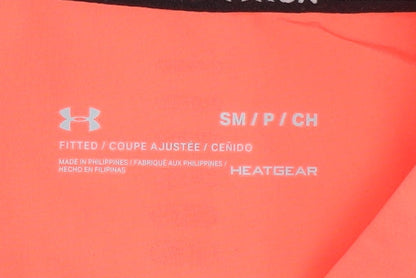 SM / P / CH
FITTED / COUPE AJUSTÉE / CEÑIDO
MADE IN PHILIPPINES / FABRIQUÉ AUX PHILIPPINES /
HECHO EN FILIPINAS
HEATGEAR